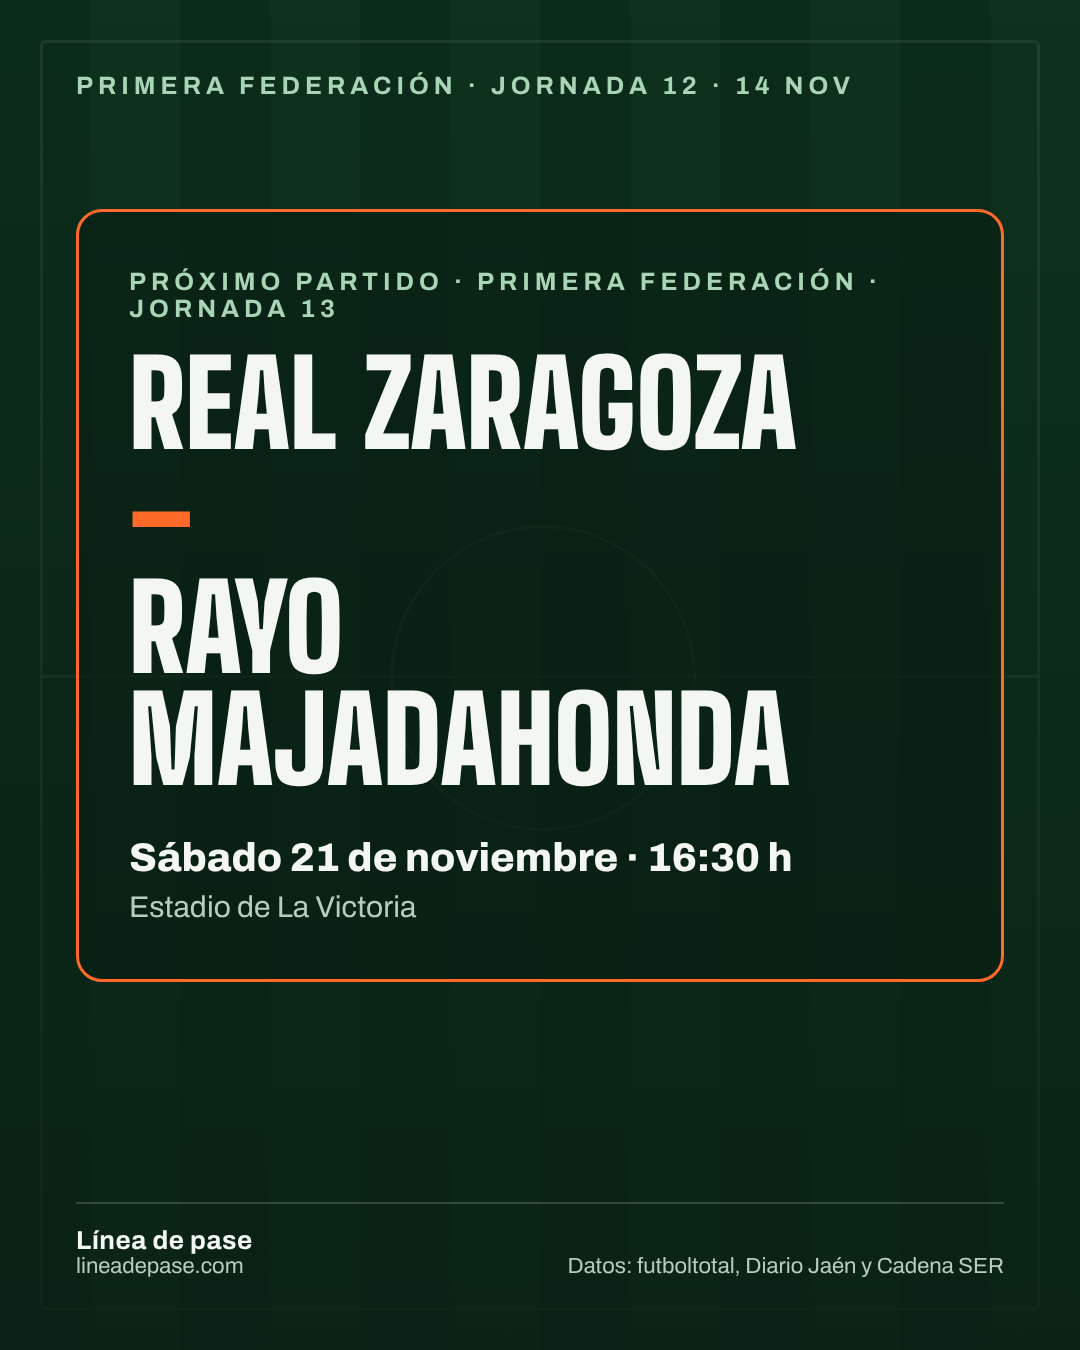 PRIMERA FEDERACIÓN · JORNADA 12 · 14 NOV
PRÓXIMO PARTIDO · PRIMERA FEDERACIÓN ·
JORNADA 13
REAL ZARAGOZA
–
RAYO
MAJADAHONDA
Sábado 21 de noviembre · 16:30 h
Estadio de La Victoria
Línea de pase
lineadepase.com
Datos: futboltotal, Diario Jaén y Cadena SER